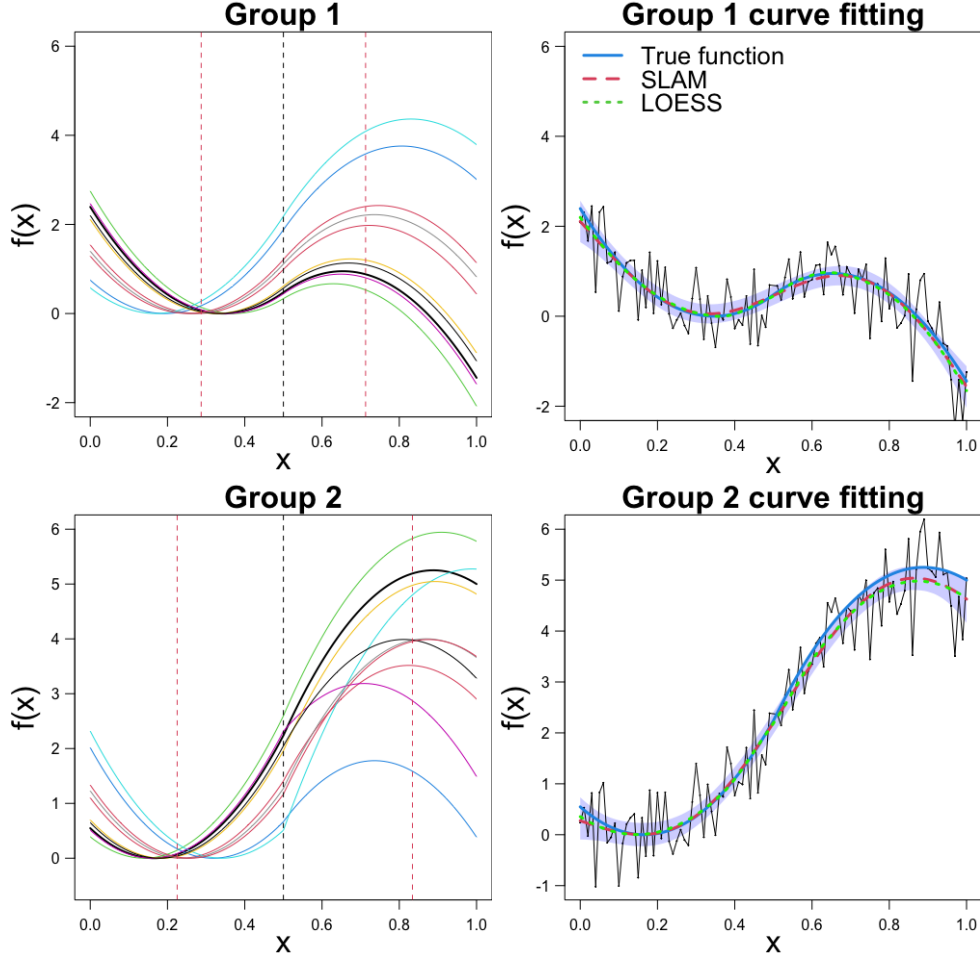 Group 1
f(x)
6
4
2
0
-2
0.0 0.2 0.4 0.6 0.8 1.0
x
Group 1 curve fitting
True function
SLAM
LOESS
f(x)
6
4
2
0
-2
0.0 0.2 0.4 0.6 0.8 1.0
x
Group 2
f(x)
6
5
4
3
2
1
0
0.0 0.2 0.4 0.6 0.8 1.0
x
Group 2 curve fitting
f(x)
6
5
4
3
2
1
0
-1
0.0 0.2 0.4 0.6 0.8 1.0
x